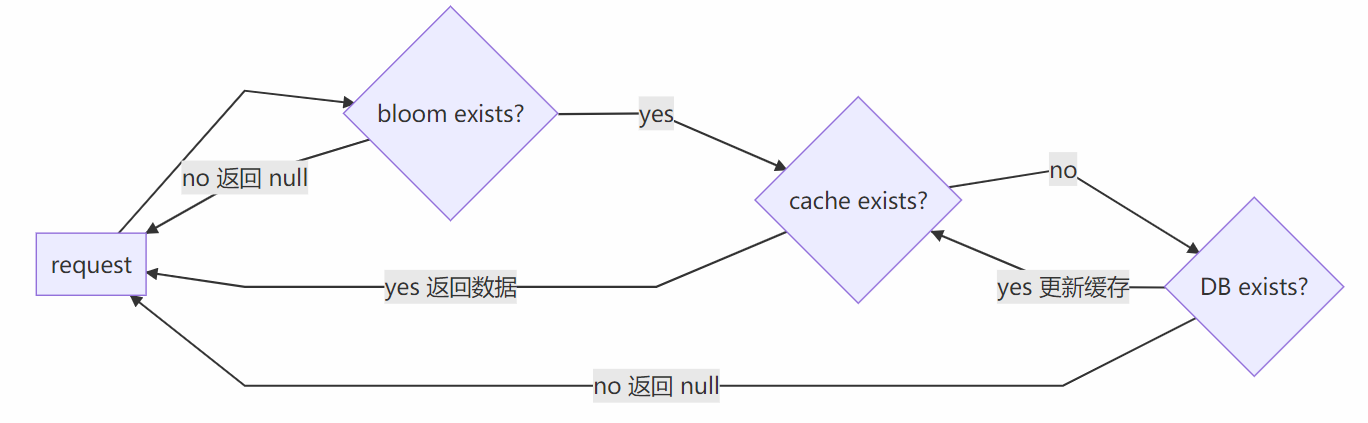 bloom exists?
yes
no
no 返回 null
cache exists?
request
yes 返回数据
yes 更新缓存
DB exists?
no 返回 null